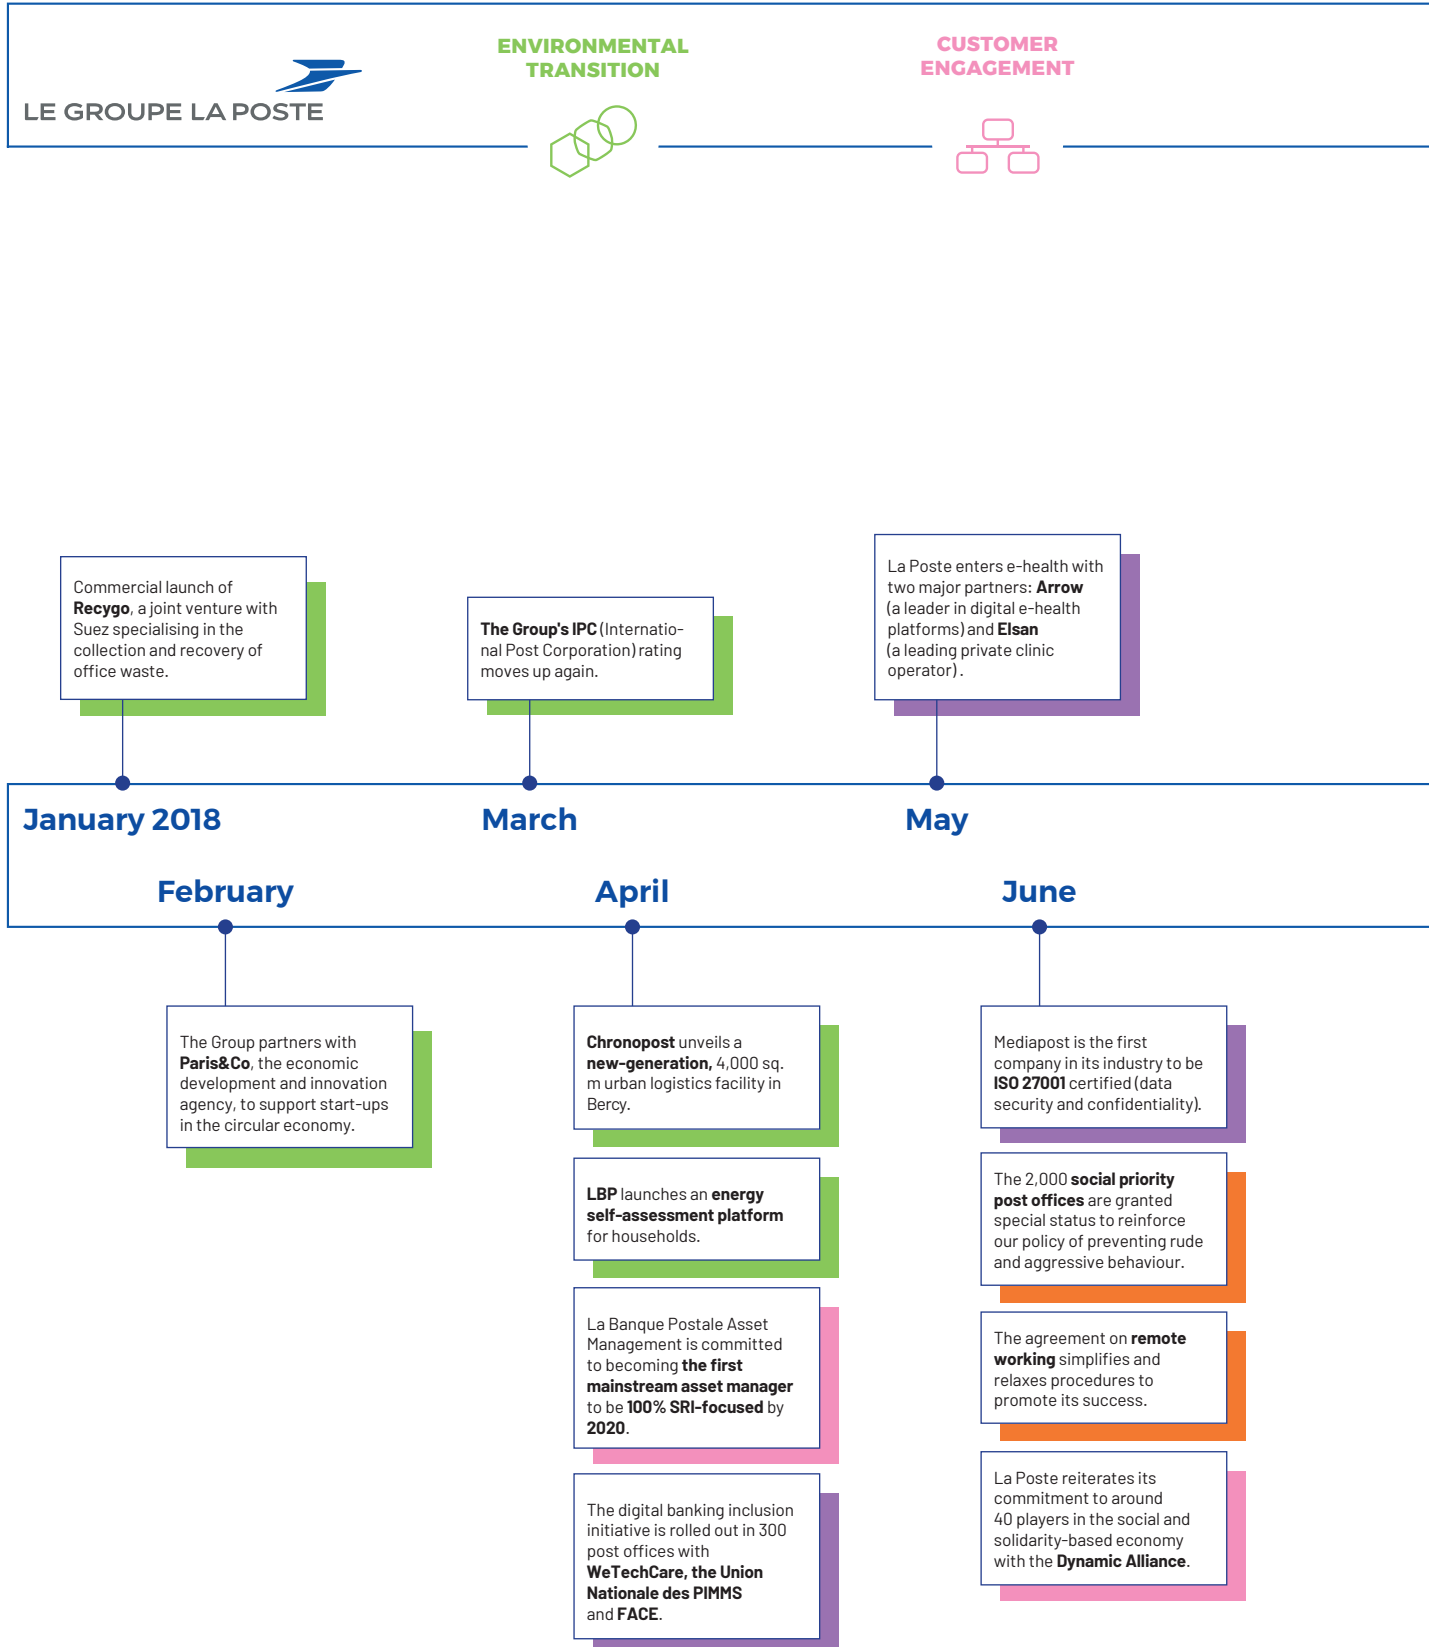 LE GROUPE LA POSTE
ENVIRONMENTAL
TRANSITION
CUSTOMER
ENGAGEMENT
Commercial launch of
Recygo, a joint venture with
Suez specialising in the
collection and recovery of
office waste.
The Group's IPC (Internatio-
nal Post Corporation) rating
moves up again.
La Poste enters e-health with
two major partners: Arrow
(a leader in digital e-health
platforms) and Elsan
(a leading private clinic
operator) .
January 2018
March
May
February
April
June
The Group partners with
Paris&Co, the economic
development and innovation
agency, to support start-ups
in the circular economy.
Chronopost unveils a
new-generation, 4,000 sq.
m urban logistics facility in
Bercy.
LBP launches an energy
self-assessment platform
for households.
La Banque Postale Asset
Management is committed
to becoming the first
mainstream asset manager
to be 100% SRI-focused by
2020.
The digital banking inclusion
initiative is rolled out in 300
post offices with
WeTechCare, the Union
Nationale des PIMMS
and FACE.
Mediapost is the first
company in its industry to be
ISO 27001 certified (data
security and confidentiality).
The 2,000 social priority
post offices are granted
special status to reinforce
our policy of preventing rude
and aggressive behaviour.
The agreement on remote
working simplifies and
relaxes procedures to
promote its success.
La Poste reiterates its
commitment to around
40 players in the social and
solidarity-based economy
with the Dynamic Alliance.